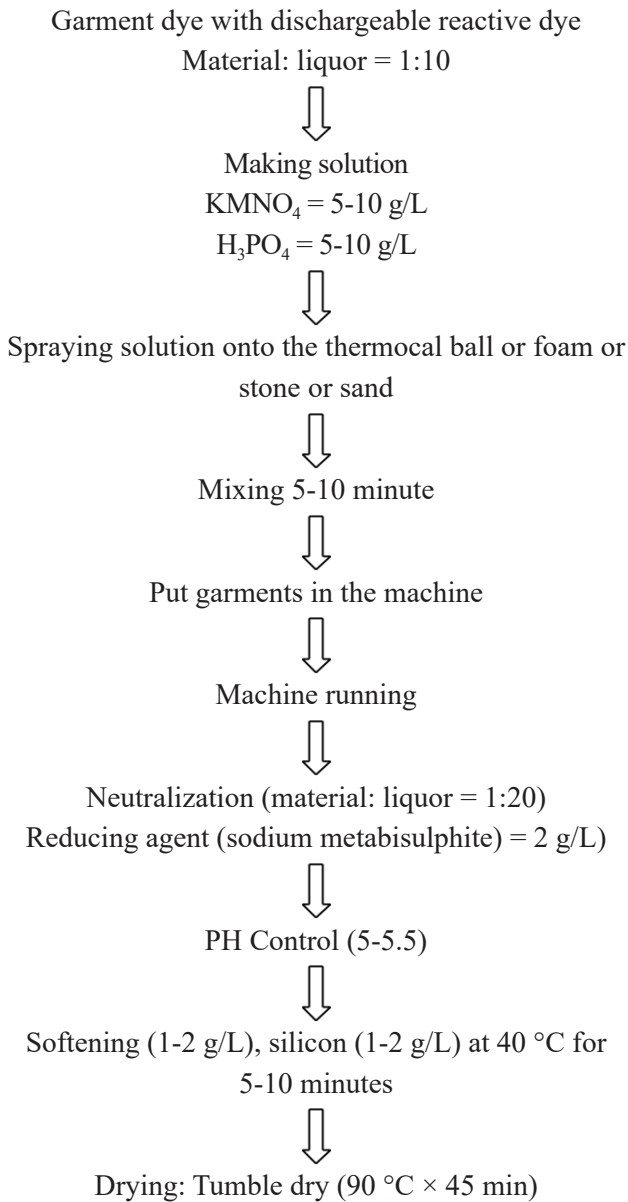 Garment dye with dischargeable reactive dye
Material: liquor = 1:10
Making solution
KMNO₄ = 5-10 g/L
H₃PO₄ = 5-10 g/L
Spraying solution onto the thermocal ball or foam or
stone or sand
Mixing 5-10 minute
Put garments in the machine
Machine running
Neutralization (material: liquor = 1:20)
Reducing agent (sodium metabisulphite) = 2 g/L)
PH Control (5-5.5)
Softening (1-2 g/L), silicon (1-2 g/L) at 40 °C for
5-10 minutes
Drying: Tumble dry (90 °C × 45 min)